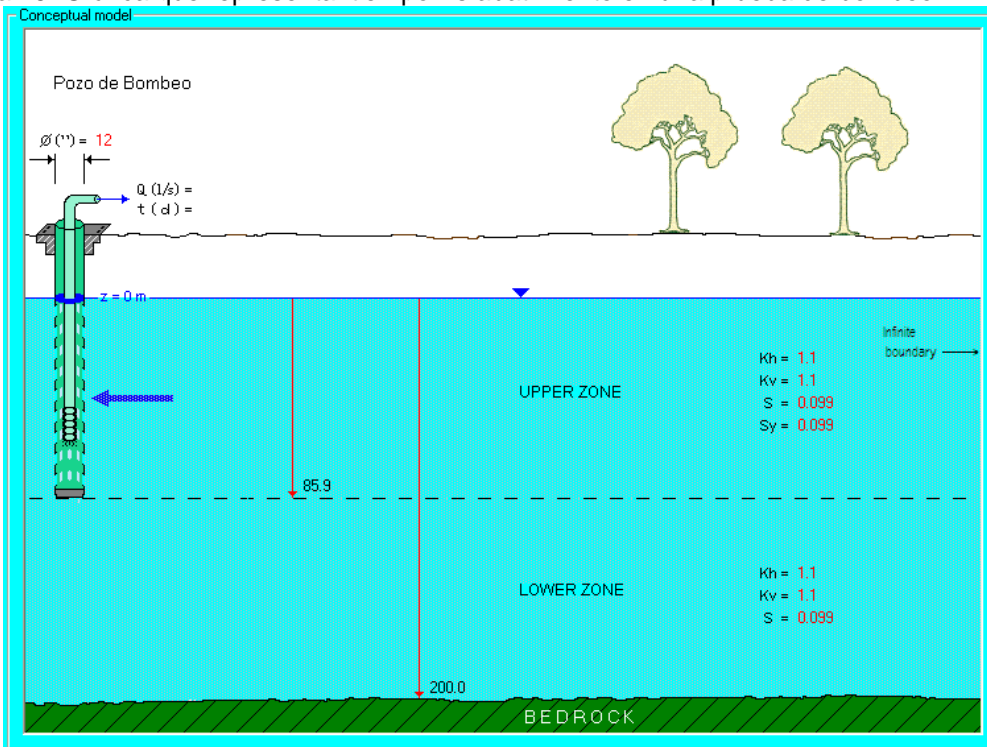 Conceptual model
Pozo de Bombeo
Ø (") = 12
Q (l/s) =
t ( d ) =
z = 0 m
Infinite
boundary
UPPER ZONE
Kh = 1.1
Kv = 1.1
S = 0.099
Sy = 0.099
85.9
LOWER ZONE
Kh = 1.1
Kv = 1.1
S = 0.099
200.0
BEDROCK